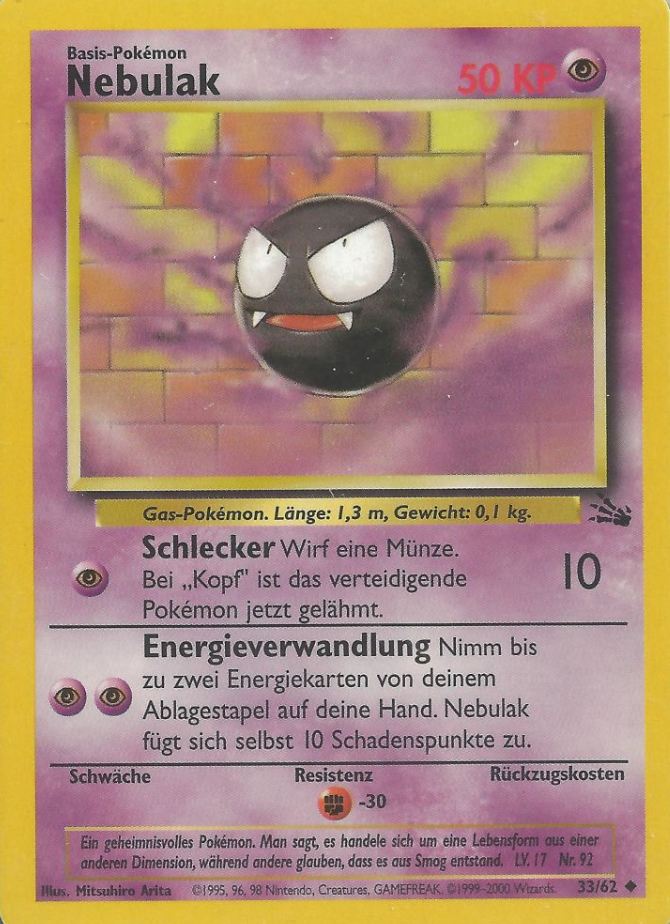 Basis-Pokémon
Nebulak
50 KP
Gas-Pokémon. Länge: 1,3 m, Gewicht: 0,1 kg.
Schlecker Wirf eine Münze.
Bei „Kopf" ist das verteidigende
Pokémon jetzt gelähmt.
10
Energieverwandlung Nimm bis
zu zwei Energiekarten von deinem
Ablagestapel auf deine Hand. Nebulak
fügt sich selbst 10 Schadenspunkte zu.
Schwäche Resistenz Rückzugskosten
-30
Ein geheimnisvolles Pokémon. Man sagt, es handele sich um eine Lebensform aus einer
anderen Dimension, während andere glauben, dass es aus Smog entstand. LV. 17 Nr. 92
Illus. Mitsuhiro Arita ©1995, 96, 98 Nintendo, Creatures, GAMEFREAK, ©1999-2000 Wizards. 33/62